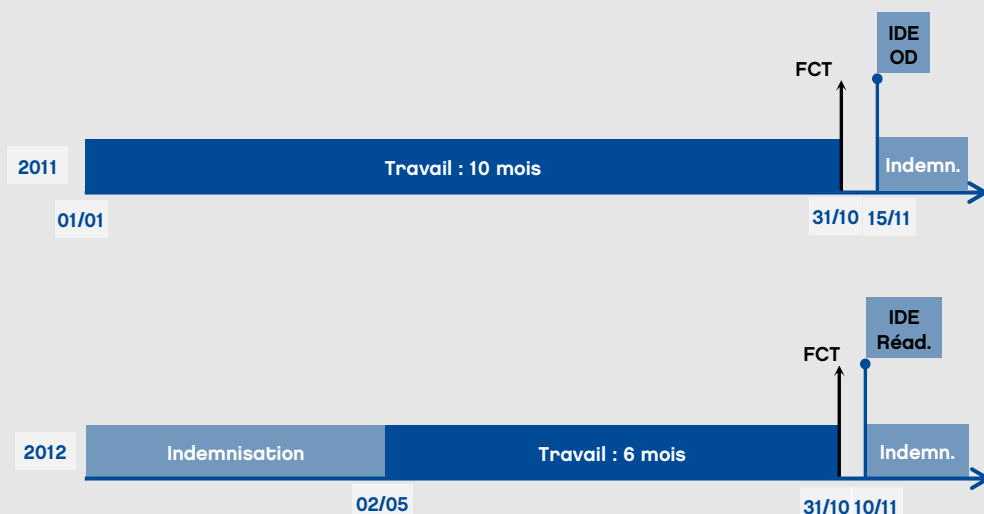 IDE
OD
FCT
2011
Travail : 10 mois
Indemn.
01/01
31/10
15/11
IDE
Réad.
FCT
2012
Indemnisation
Travail : 6 mois
Indemn.
02/05
31/10
10/11